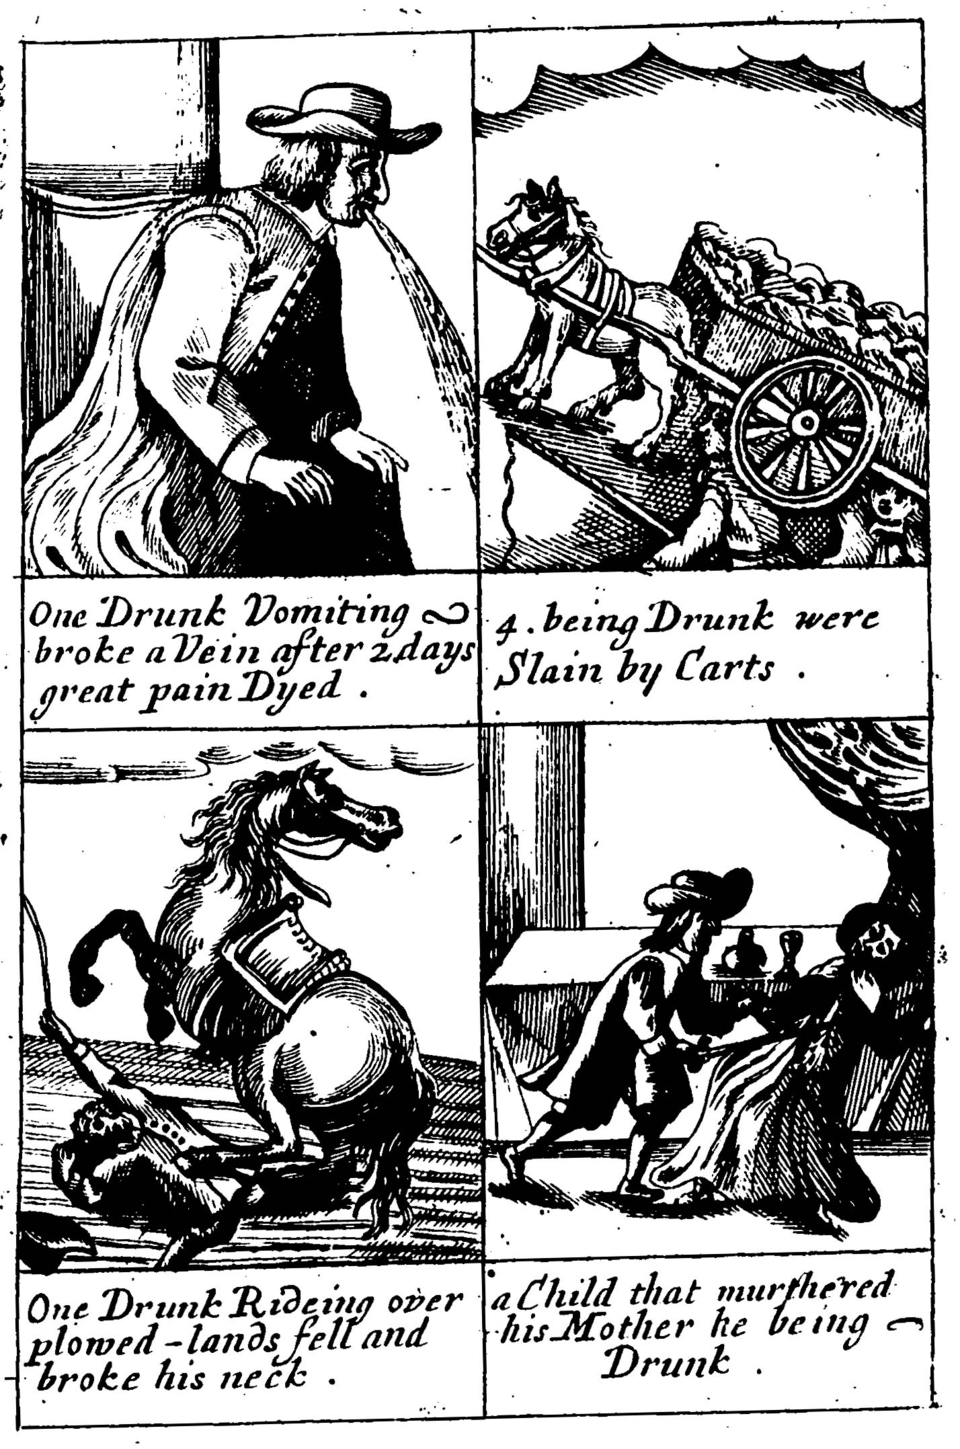 One Drunk Vomiting
broke a Vein after 2 days
great pain Dyed .
4. being Drunk were
Slain by Carts .
One Drunk Rideing over
plowed-lands fell and
broke his neck .
a Child that murthered
his Mother he being
Drunk .